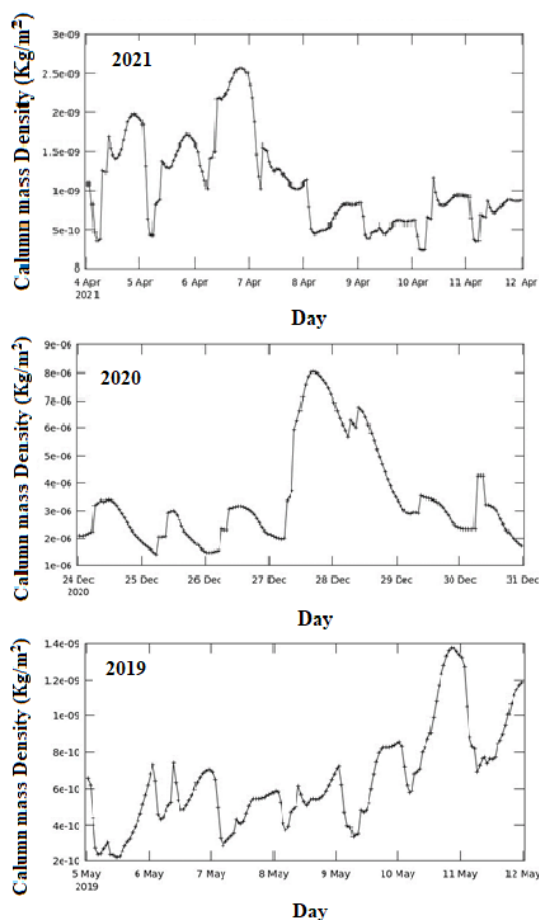 3e-09
2021
2.5e-09
2e-09
1.5e-09
1e-09
5e-10
0
Calumn mass Density (Kg/m²)
4 Apr 5 Apr 6 Apr 7 Apr 8 Apr 9 Apr 10 Apr 11 Apr 12 Apr
2021
Day
9e-06
2020
8e-06
7e-06
6e-06
5e-06
4e-06
3e-06
2e-06
1e-06
Calumn mass Density (Kg/m²)
24 Dec 25 Dec 26 Dec 27 Dec 28 Dec 29 Dec 30 Dec 31 Dec
2020
Day
1.4e-09
2019
1.2e-09
1e-09
8e-10
6e-10
4e-10
2e-10
Calumn mass Density (Kg/m²)
5 May 6 May 7 May 8 May 9 May 10 May 11 May 12 May
2019
Day